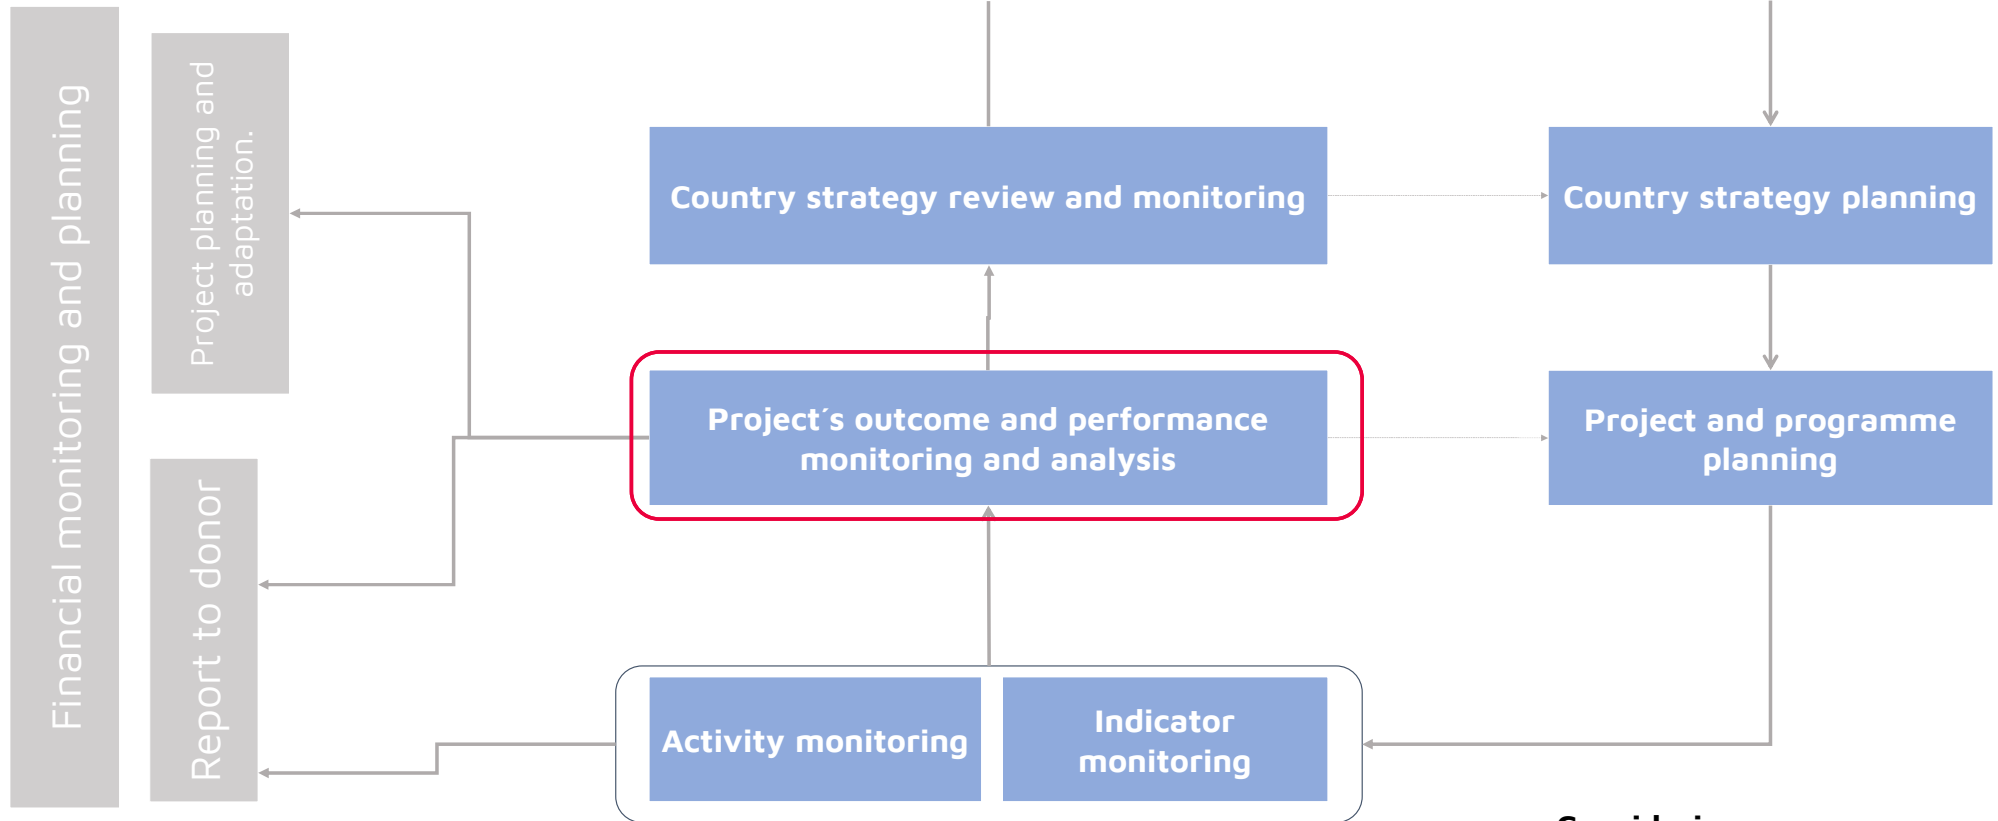 Financial monitoring and planning
Project planning and
adaptation.
Report to donor
Country strategy review and monitoring
Country strategy planning
Project´s outcome and performance
monitoring and analysis
Project and programme
planning
Activity monitoring
Indicator
monitoring